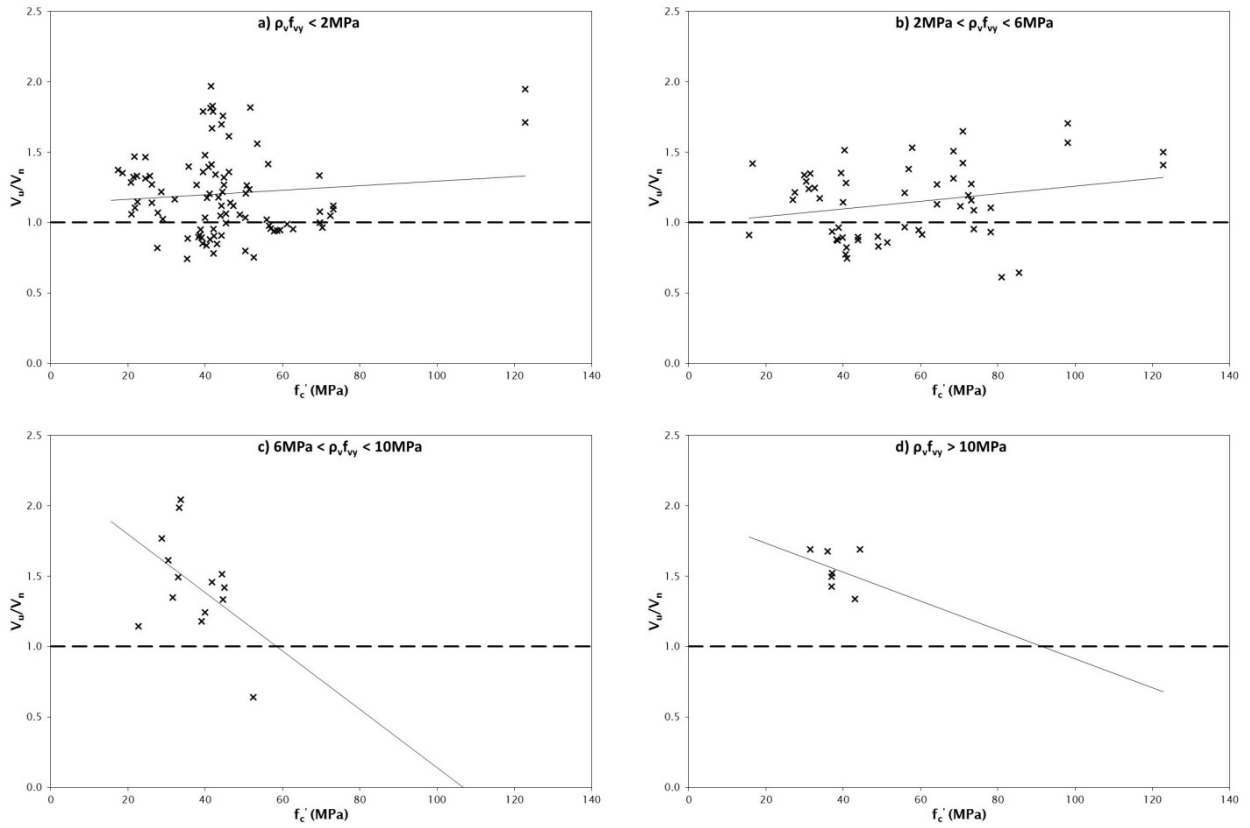 a) ρvfvy < 2MPa
2.5
2.0
1.5
1.0
0.5
0.0
Vu/Vn
0 20 40 60 80 100 120 140
fc' (MPa)
b) 2MPa < ρvfvy < 6MPa
2.5
2.0
1.5
1.0
0.5
0.0
Vu/Vn
0 20 40 60 80 100 120 140
fc' (MPa)
c) 6MPa < ρvfvy < 10MPa
2.5
2.0
1.5
1.0
0.5
0.0
Vu/Vn
0 20 40 60 80 100 120 140
fc' (MPa)
d) ρvfvy > 10MPa
2.5
2.0
1.5
1.0
0.5
0.0
Vu/Vn
0 20 40 60 80 100 120 140
fc' (MPa)